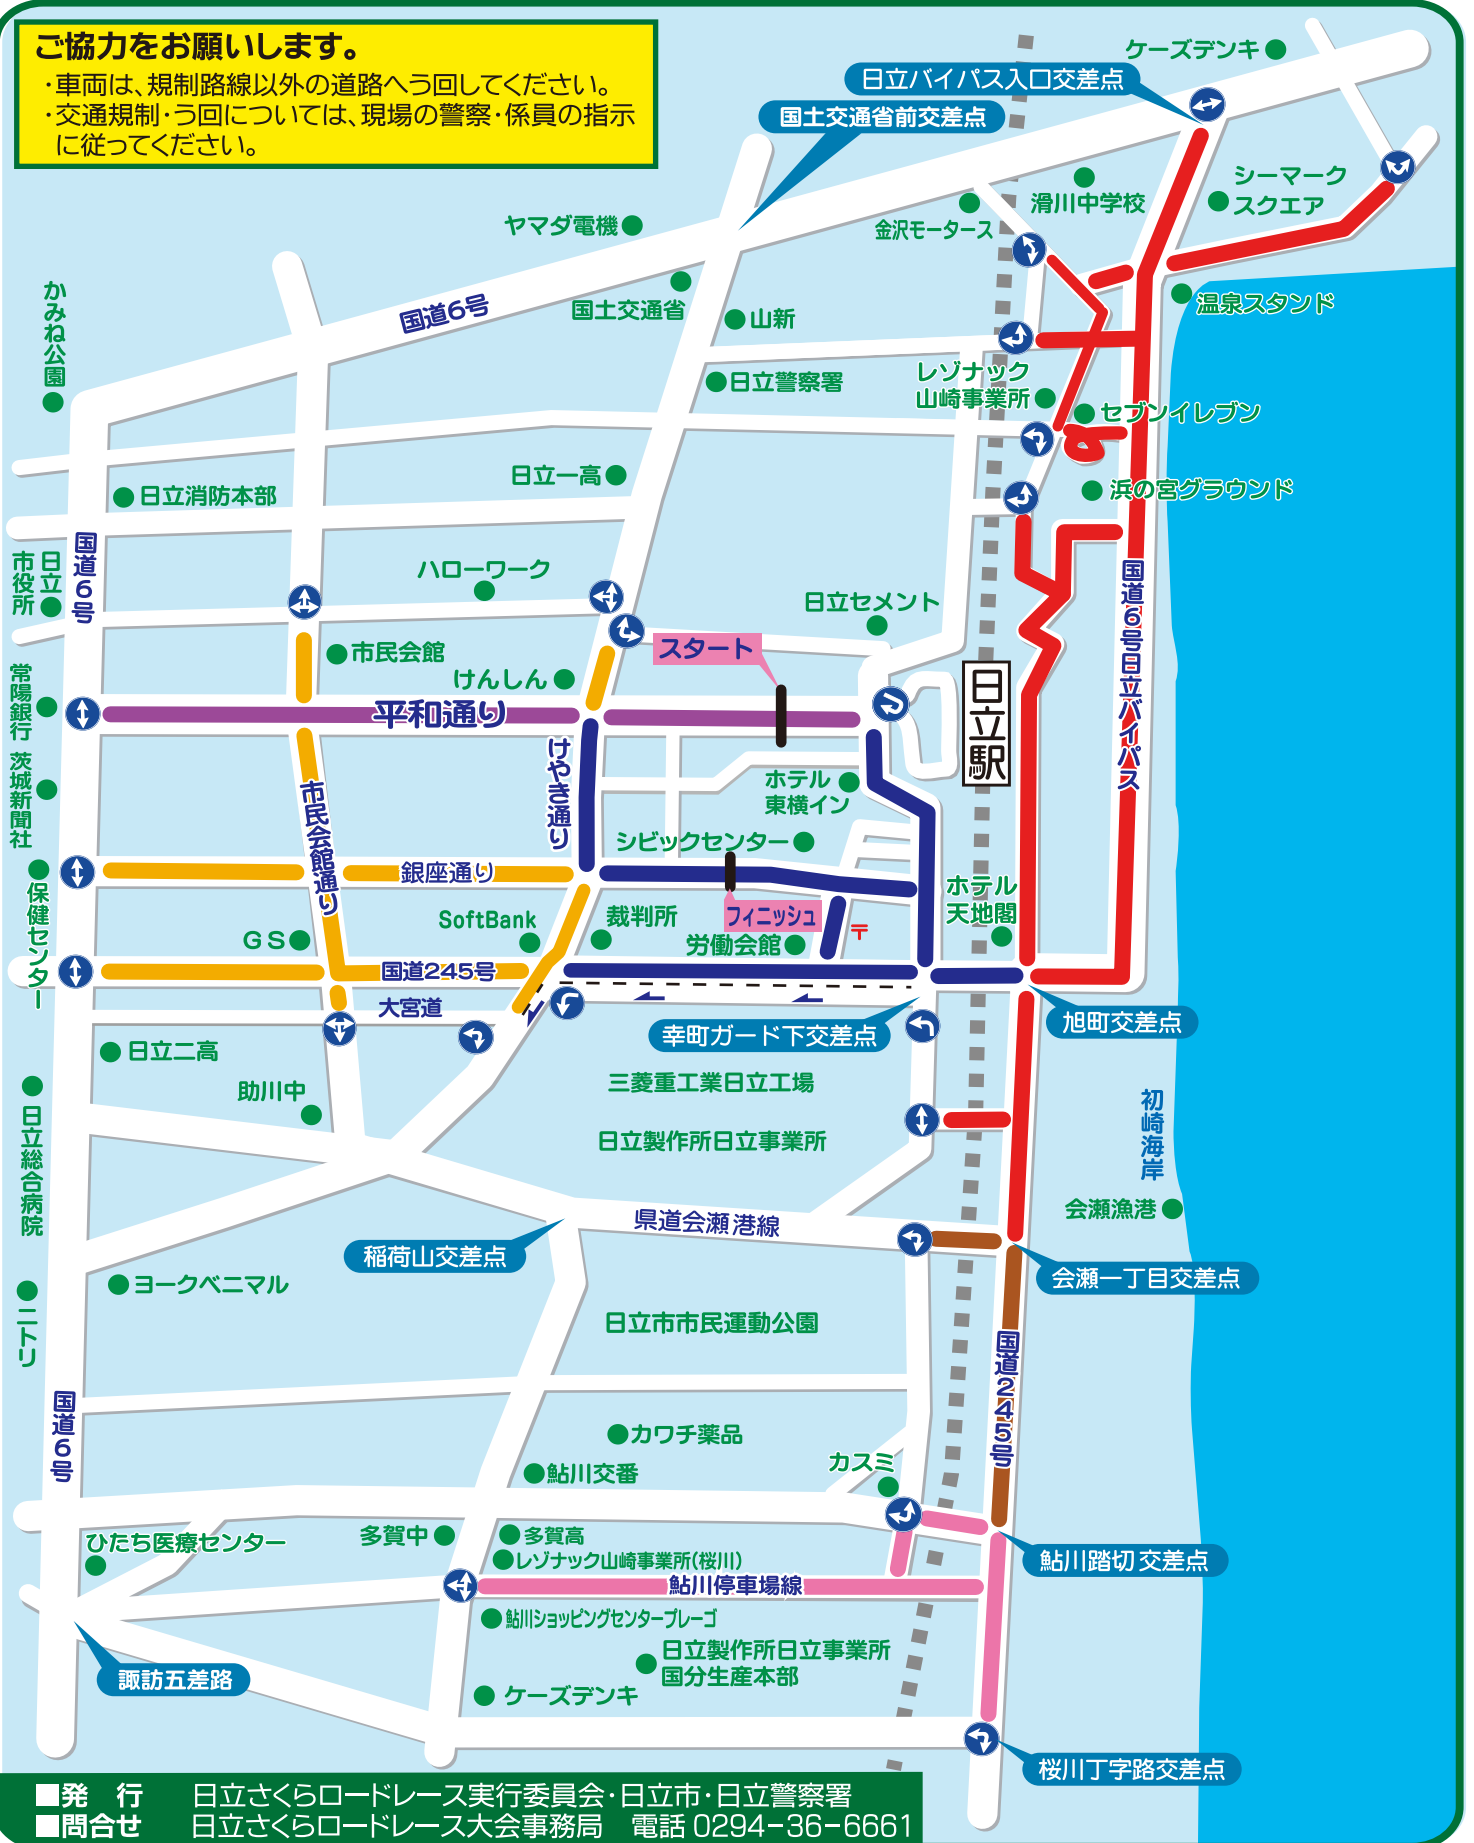 ご協力をお願いします。
・車両は、規制路線以外の道路へう回してください。
・交通規制・う回については、現場の警察・係員の指示
に従ってください。
ケーズデンキ
日立バイパス入口交差点
国土交通省前交差点
シーマーク
スクエア
滑川中学校
金沢モータース
ヤマダ電機
国土交通省
山新
国道6号
かみね公園
温泉スタンド
日立警察署
レゾナック
山崎事業所
セブンイレブン
日立一高
日立消防本部
浜の宮グラウンド
国道6号
日立
市役所
ハローワーク
日立セメント
国道6号日立バイパス
市民会館
けんしん
スタート
日立駅
常陽銀行
平和通り
けやき通り
茨城新聞社
ホテル
東横イン
市民会館通り
シビックセンター
保健センター
銀座通り
ホテル
天地閣
SoftBank
裁判所
フィニッシュ
〒
GS
労働会館
国道245号
大宮道
幸町ガード下交差点
旭町交差点
日立二高
助川中
三菱重工業日立工場
日立製作所日立事業所
初崎海岸
日立総合病院
県道会瀬港線
会瀬漁港
稲荷山交差点
会瀬一丁目交差点
ヨークベニマル
ニトリ
日立市市民運動公園
国道245号
国道6号
カワチ薬品
鮎川交番
カスミ
ひたち医療センター
多賀中
多賀高
レゾナック山崎事業所(桜川)
鮎川踏切交差点
鮎川停車場線
鮎川ショッピングセンタープレーゴ
日立製作所日立事業所
国分生産本部
諏訪五差路
ケーズデンキ
桜川丁字路交差点
■発　行　日立さくらロードレース実行委員会・日立市・日立警察署
■問合せ　日立さくらロードレース大会事務局　電話 0294-36-6661